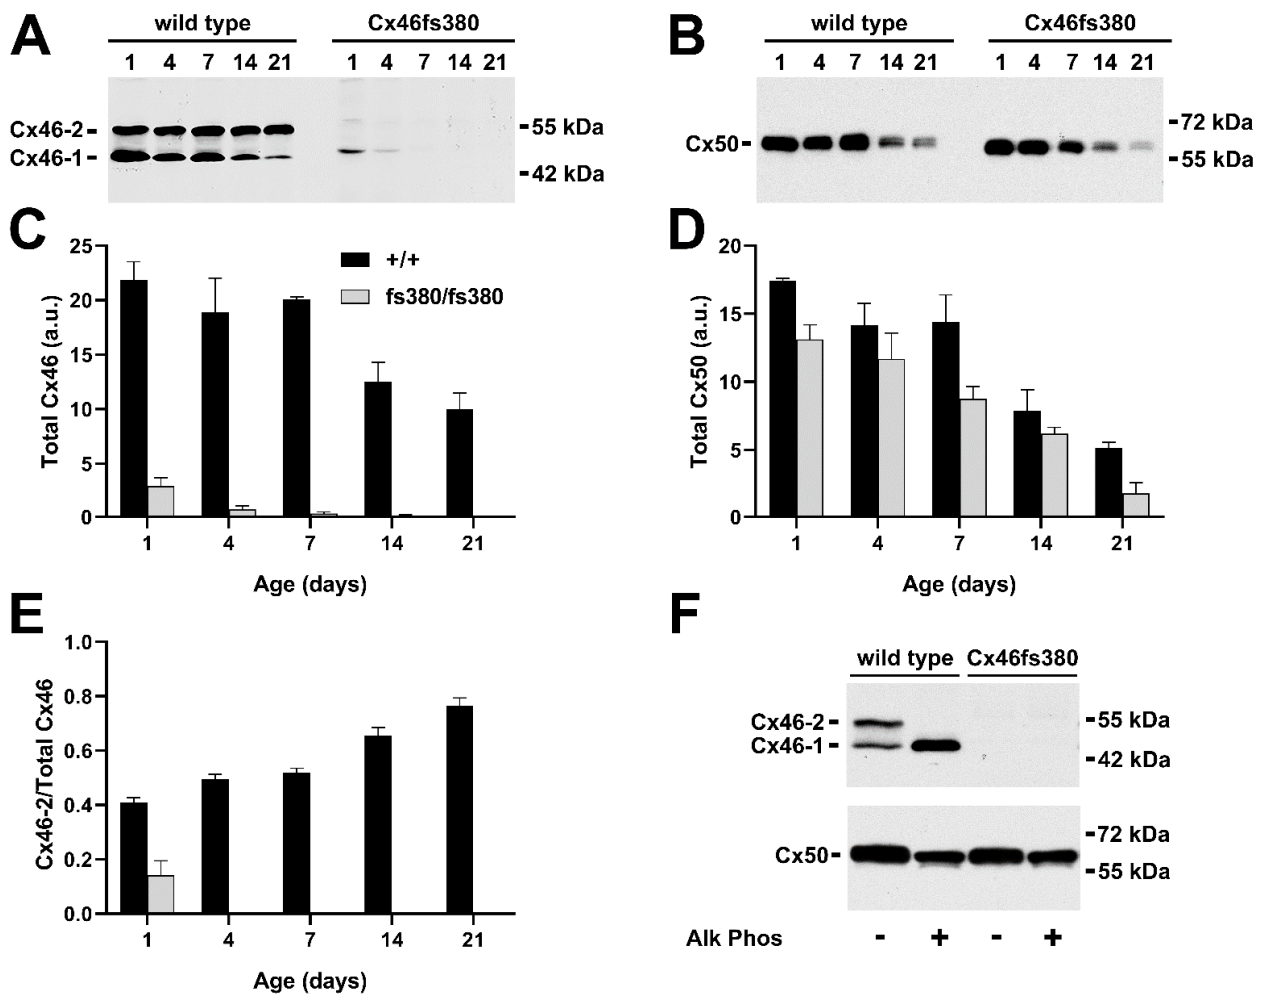 A
wild type Cx46fs380
1 4 7 14 21 1 4 7 14 21
Cx46-2-
Cx46-1-
-55 kDa
-42 kDa
B
wild type Cx46fs380
1 4 7 14 21 1 4 7 14 21
Cx50-
-72 kDa
-55 kDa
C
Total Cx46 (a.u.)
25
20
15
10
5
0
+/+
fs380/fs380
1 4 7 14 21
Age (days)
D
Total Cx50 (a.u.)
20
15
10
5
0
1 4 7 14 21
Age (days)
E
Cx46-2/Total Cx46
1.0
0.8
0.6
0.4
0.2
0.0
1 4 7 14 21
Age (days)
F
wild type Cx46fs380
Cx46-2-
Cx46-1-
-55 kDa
-42 kDa
Cx50-
-72 kDa
-55 kDa
Alk Phos - + - +